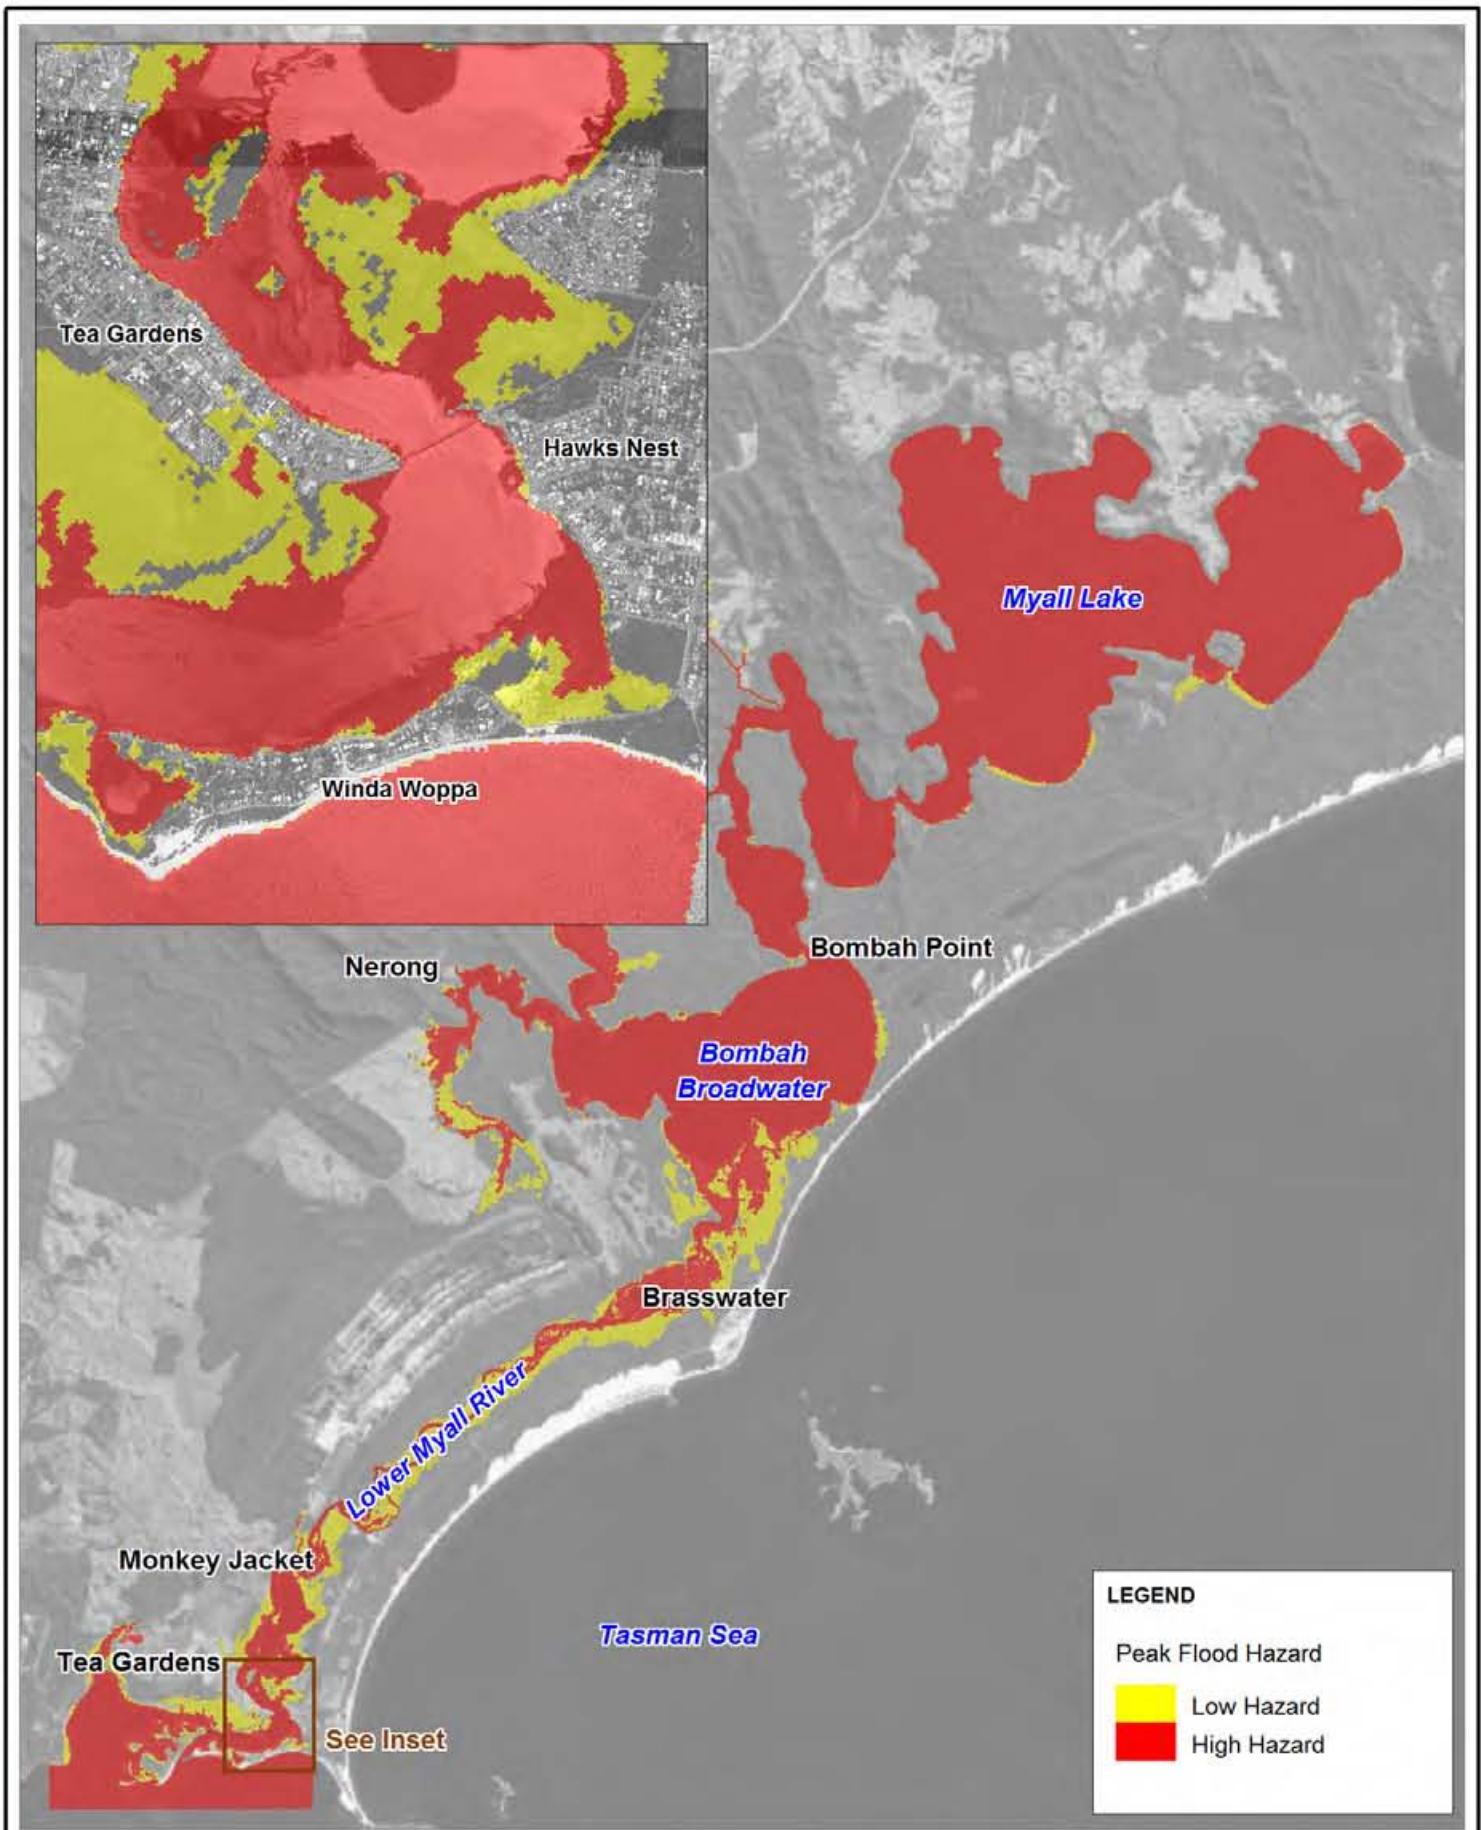 Tea Gardens
Hawks Nest
Winda Woppa
Myall Lake
Bombah Point
Nerong
Bombah
Broadwater
Brasswater
Lower Myall River
Monkey Jacket
Tasman Sea
Tea Gardens
See Inset
LEGEND
Peak Flood Hazard
Low Hazard
High Hazard